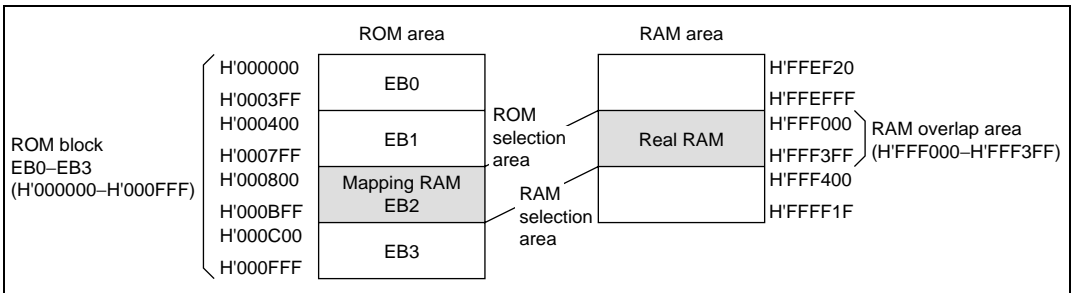 ROM area
RAM area
ROM block
EB0–EB3
(H'000000–H'000FFF)
H'000000
H'0003FF
H'000400
H'0007FF
H'000800
H'000BFF
H'000C00
H'000FFF
EB0
EB1
Mapping RAM
EB2
EB3
ROM
selection
area
RAM
selection
area
Real RAM
H'FFEF20
H'FFEFFF
H'FFF000
H'FFF3FF
H'FFF400
H'FFFF1F
RAM overlap area
(H'FFF000–H'FFF3FF)